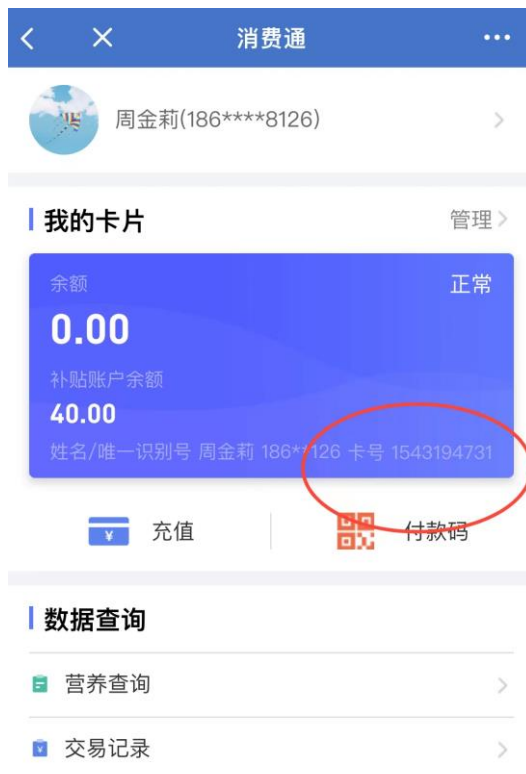 消费通
周金莉(186****8126)
我的卡片 管理
余额 正常
0.00
补贴账户余额
40.00
姓名/唯一识别号 周金莉 186**126 卡号 1543194731
充值 付款码
数据查询
营养查询
交易记录